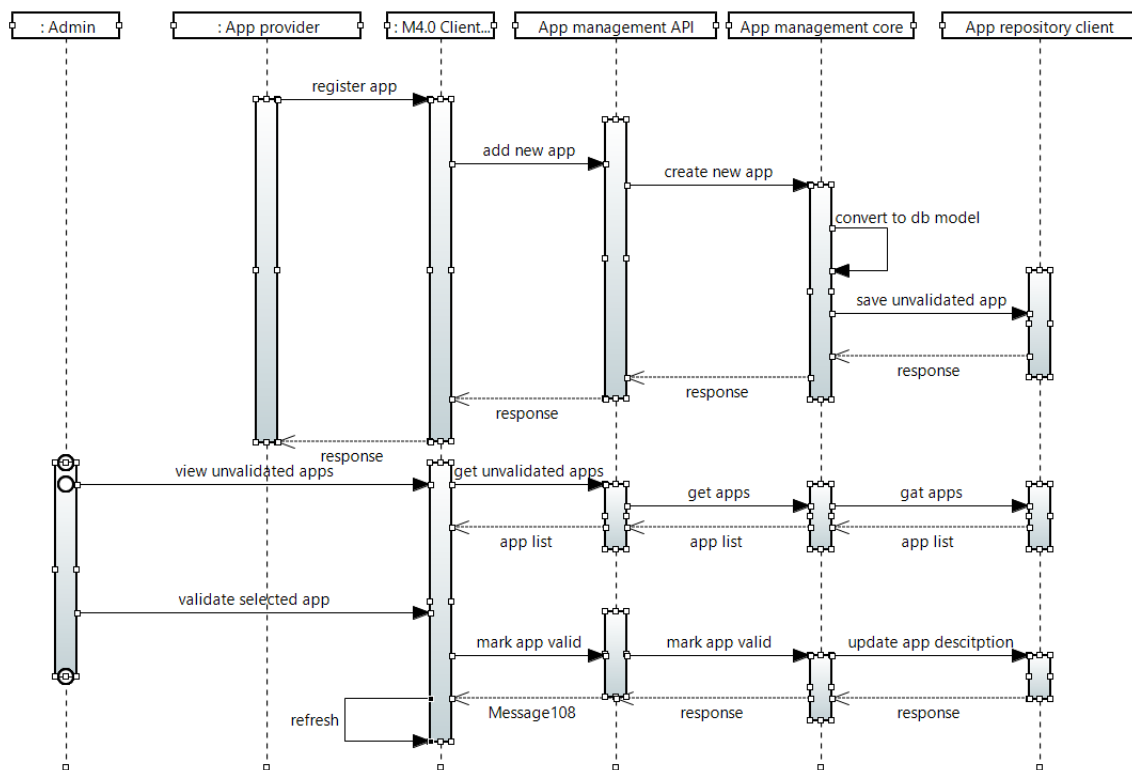 : Admin
: App provider
: M4.0 Client...
App management API
App management core
App repository client
register app
add new app
create new app
convert to db model
save unvalidated app
response
response
response
response
view unvalidated apps
get unvalidated apps
get apps
gat apps
app list
app list
app list
validate selected app
mark app valid
mark app valid
update app descitption
Message108
response
response
refresh